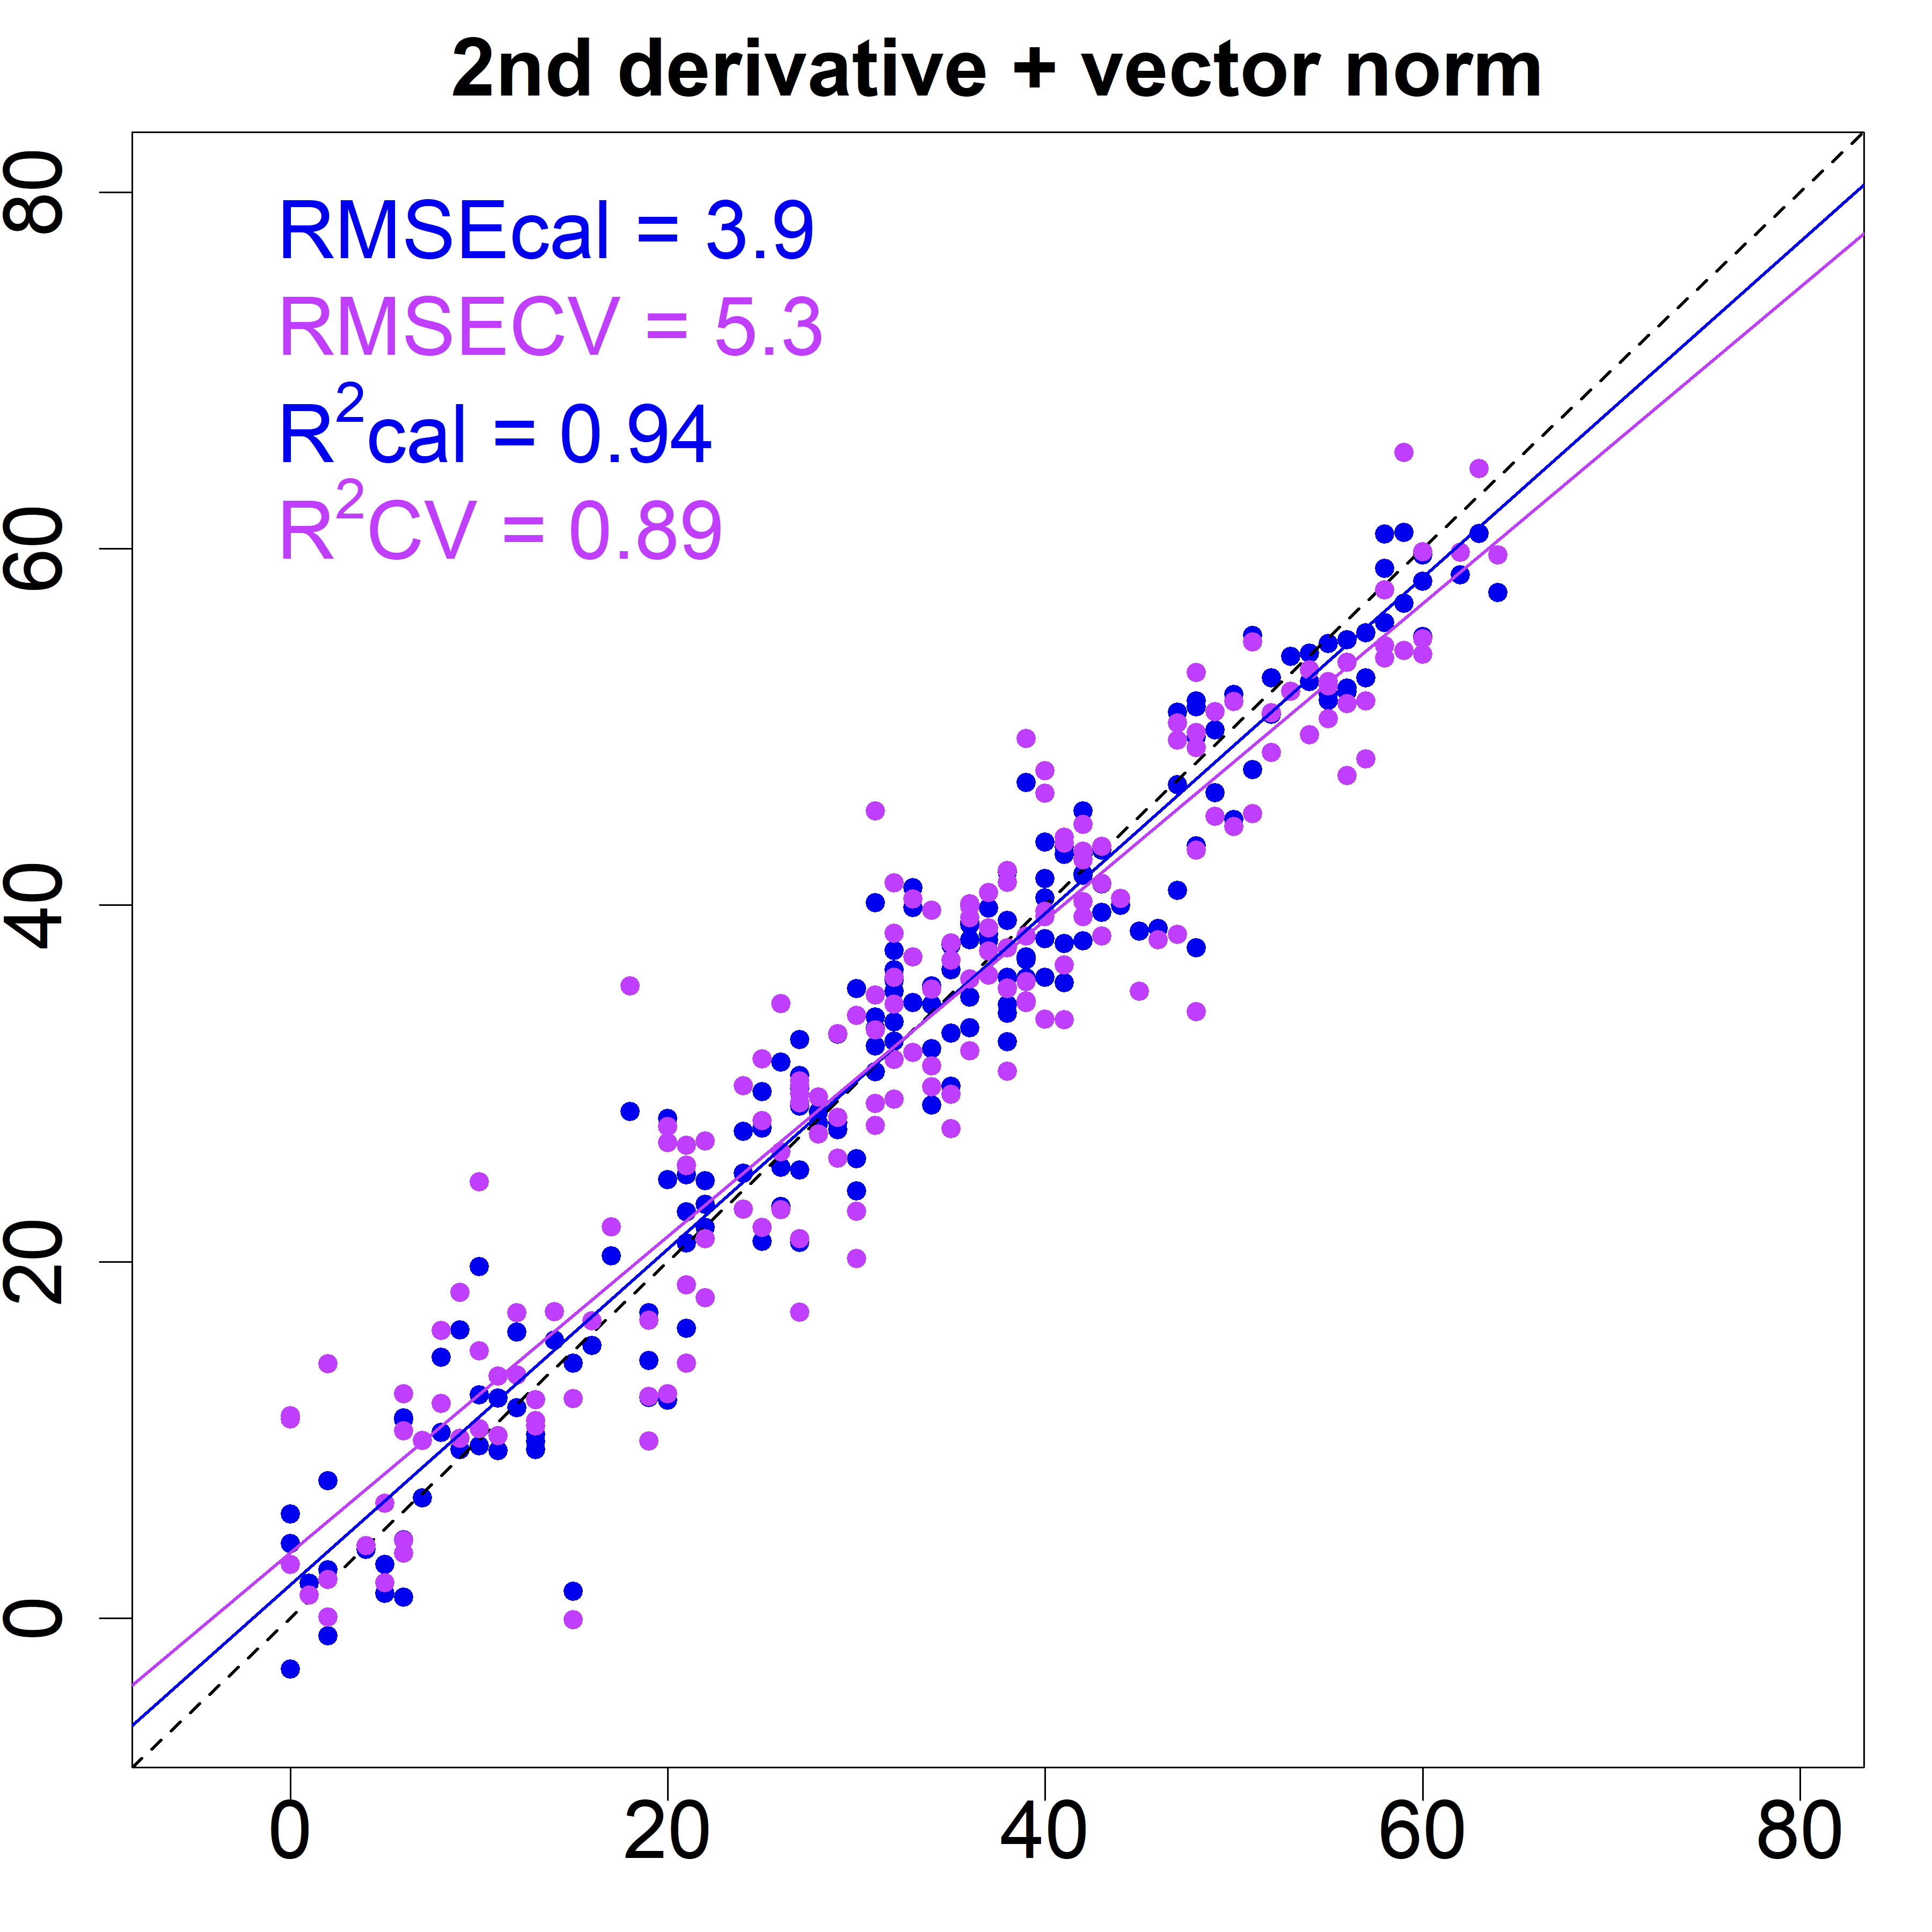 2nd derivative + vector norm
RMSEcal = 3.9
RMSECV = 5.3
R²cal = 0.94
R²CV = 0.89
80
60
40
20
0
0 20 40 60 80